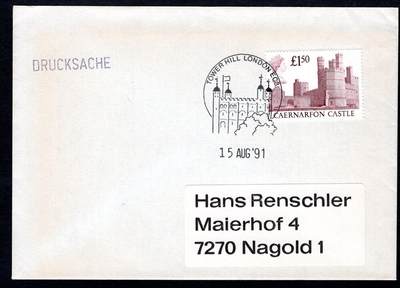 DRUCKSACHE
TOWER HILL LONDON EC3
£1.50
CAERNARFON CASTLE
15 AUG '91
Hans Renschler
Maierhof 4
7270 Nagold 1